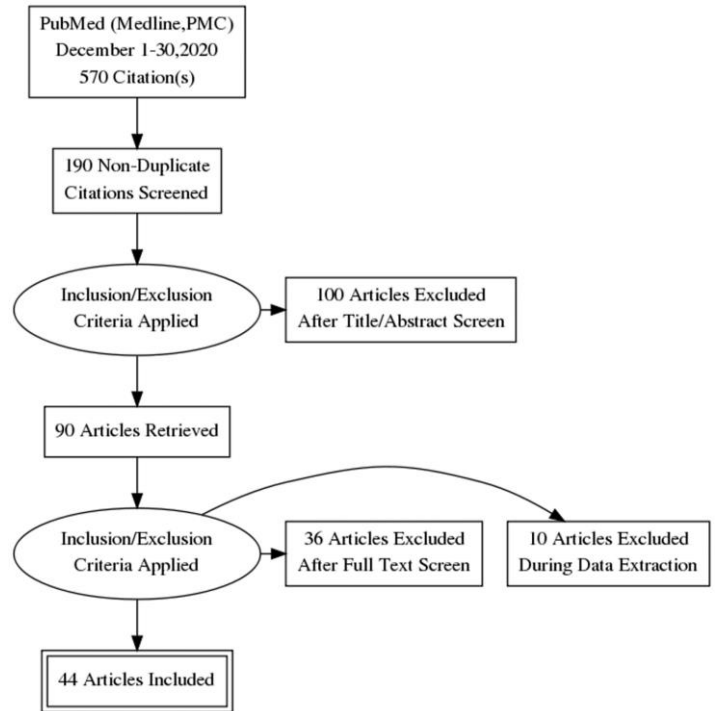 PubMed (Medline,PMC)
December 1-30,2020
570 Citation(s)
190 Non-Duplicate
Citations Screened
Inclusion/Exclusion
Criteria Applied
100 Articles Excluded
After Title/Abstract Screen
90 Articles Retrieved
Inclusion/Exclusion
Criteria Applied
36 Articles Excluded
After Full Text Screen
10 Articles Excluded
During Data Extraction
44 Articles Included